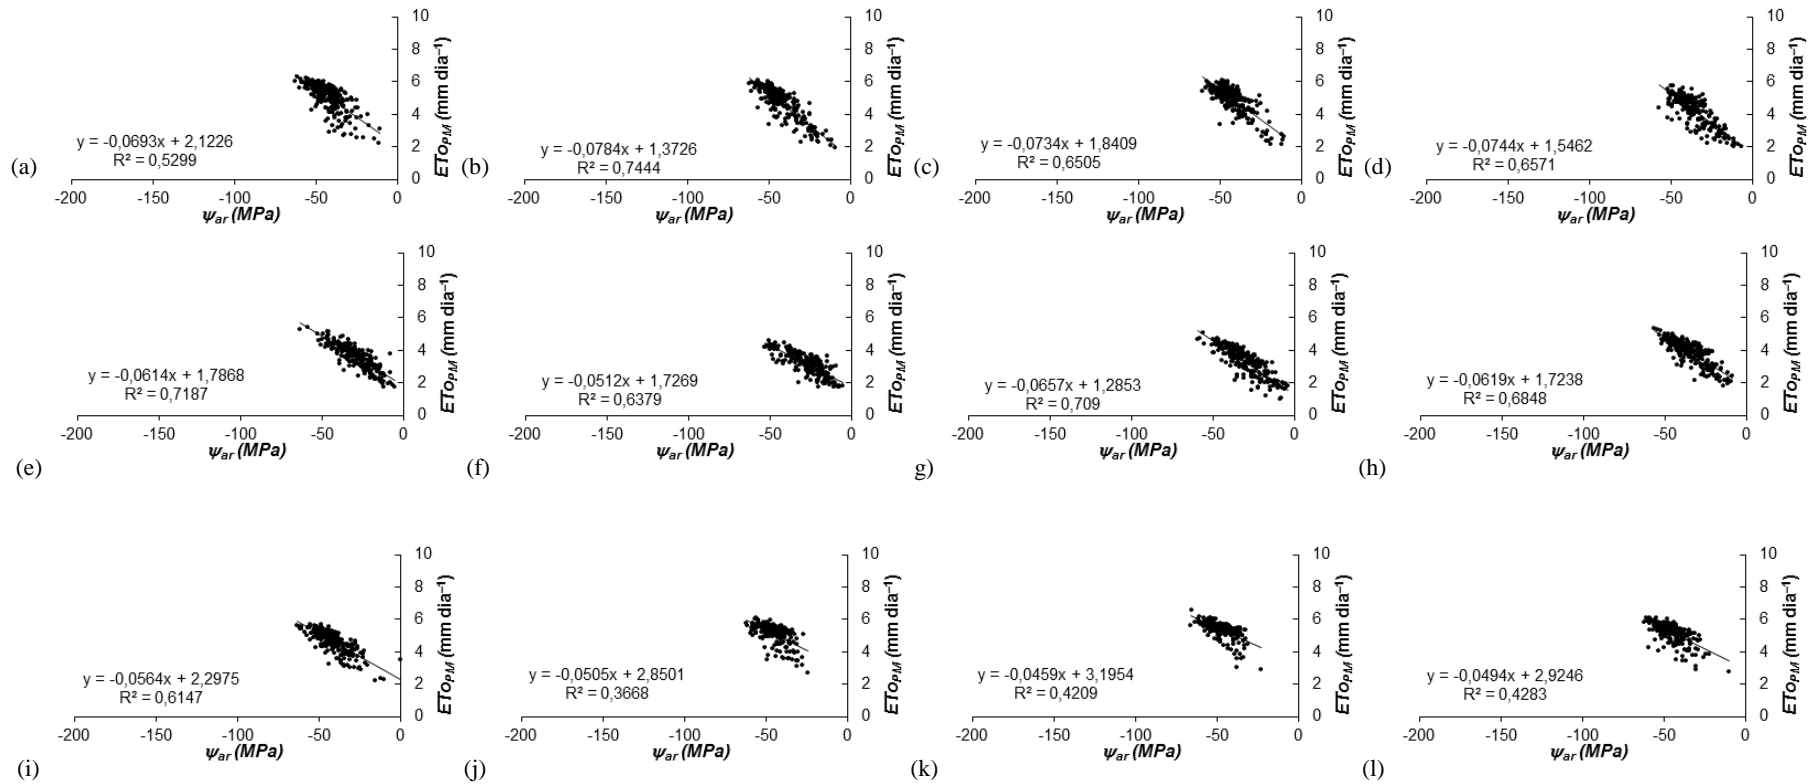 10
8
6
4
2
0
ETo_PM (mm dia⁻¹)
y = -0,0693x + 2,1226
R² = 0,5299
(a)
-200 -150 -100 -50 0
ψ_ar (MPa)
10
8
6
4
2
0
ETo_PM (mm dia⁻¹)
y = -0,0784x + 1,3726
R² = 0,7444
(b)
-200 -150 -100 -50 0
ψ_ar (MPa)
10
8
6
4
2
0
ETo_PM (mm dia⁻¹)
y = -0,0734x + 1,8409
R² = 0,6505
(c)
-200 -150 -100 -50 0
ψ_ar (MPa)
10
8
6
4
2
0
ETo_PM (mm dia⁻¹)
y = -0,0744x + 1,5462
R² = 0,6571
(d)
-200 -150 -100 -50 0
ψ_ar (MPa)
10
8
6
4
2
0
ETo_PM (mm dia⁻¹)
y = -0,0614x + 1,7868
R² = 0,7187
-200 -150 -100 -50 0
ψ_ar (MPa)
(e)
10
8
6
4
2
0
ETo_PM (mm dia⁻¹)
y = -0,0512x + 1,7269
R² = 0,6379
-200 -150 -100 -50 0
ψ_ar (MPa)
(f)
10
8
6
4
2
0
ETo_PM (mm dia⁻¹)
y = -0,0657x + 1,2853
R² = 0,709
-200 -150 -100 -50 0
ψ_ar (MPa)
g)
10
8
6
4
2
0
ETo_PM (mm dia⁻¹)
y = -0,0619x + 1,7238
R² = 0,6848
-200 -150 -100 -50 0
ψ_ar (MPa)
(h)
10
8
6
4
2
0
ETo_PM (mm dia⁻¹)
y = -0,0564x + 2,2975
R² = 0,6147
-200 -150 -100 -50 0
ψ_ar (MPa)
(i)
10
8
6
4
2
0
ETo_PM (mm dia⁻¹)
y = -0,0505x + 2,8501
R² = 0,3668
-200 -150 -100 -50 0
ψ_ar (MPa)
(j)
10
8
6
4
2
0
ETo_PM (mm dia⁻¹)
y = -0,0459x + 3,1954
R² = 0,4209
-200 -150 -100 -50 0
ψ_ar (MPa)
(k)
10
8
6
4
2
0
ETo_PM (mm dia⁻¹)
y = -0,0494x + 2,9246
R² = 0,4283
-200 -150 -100 -50 0
ψ_ar (MPa)
(l)